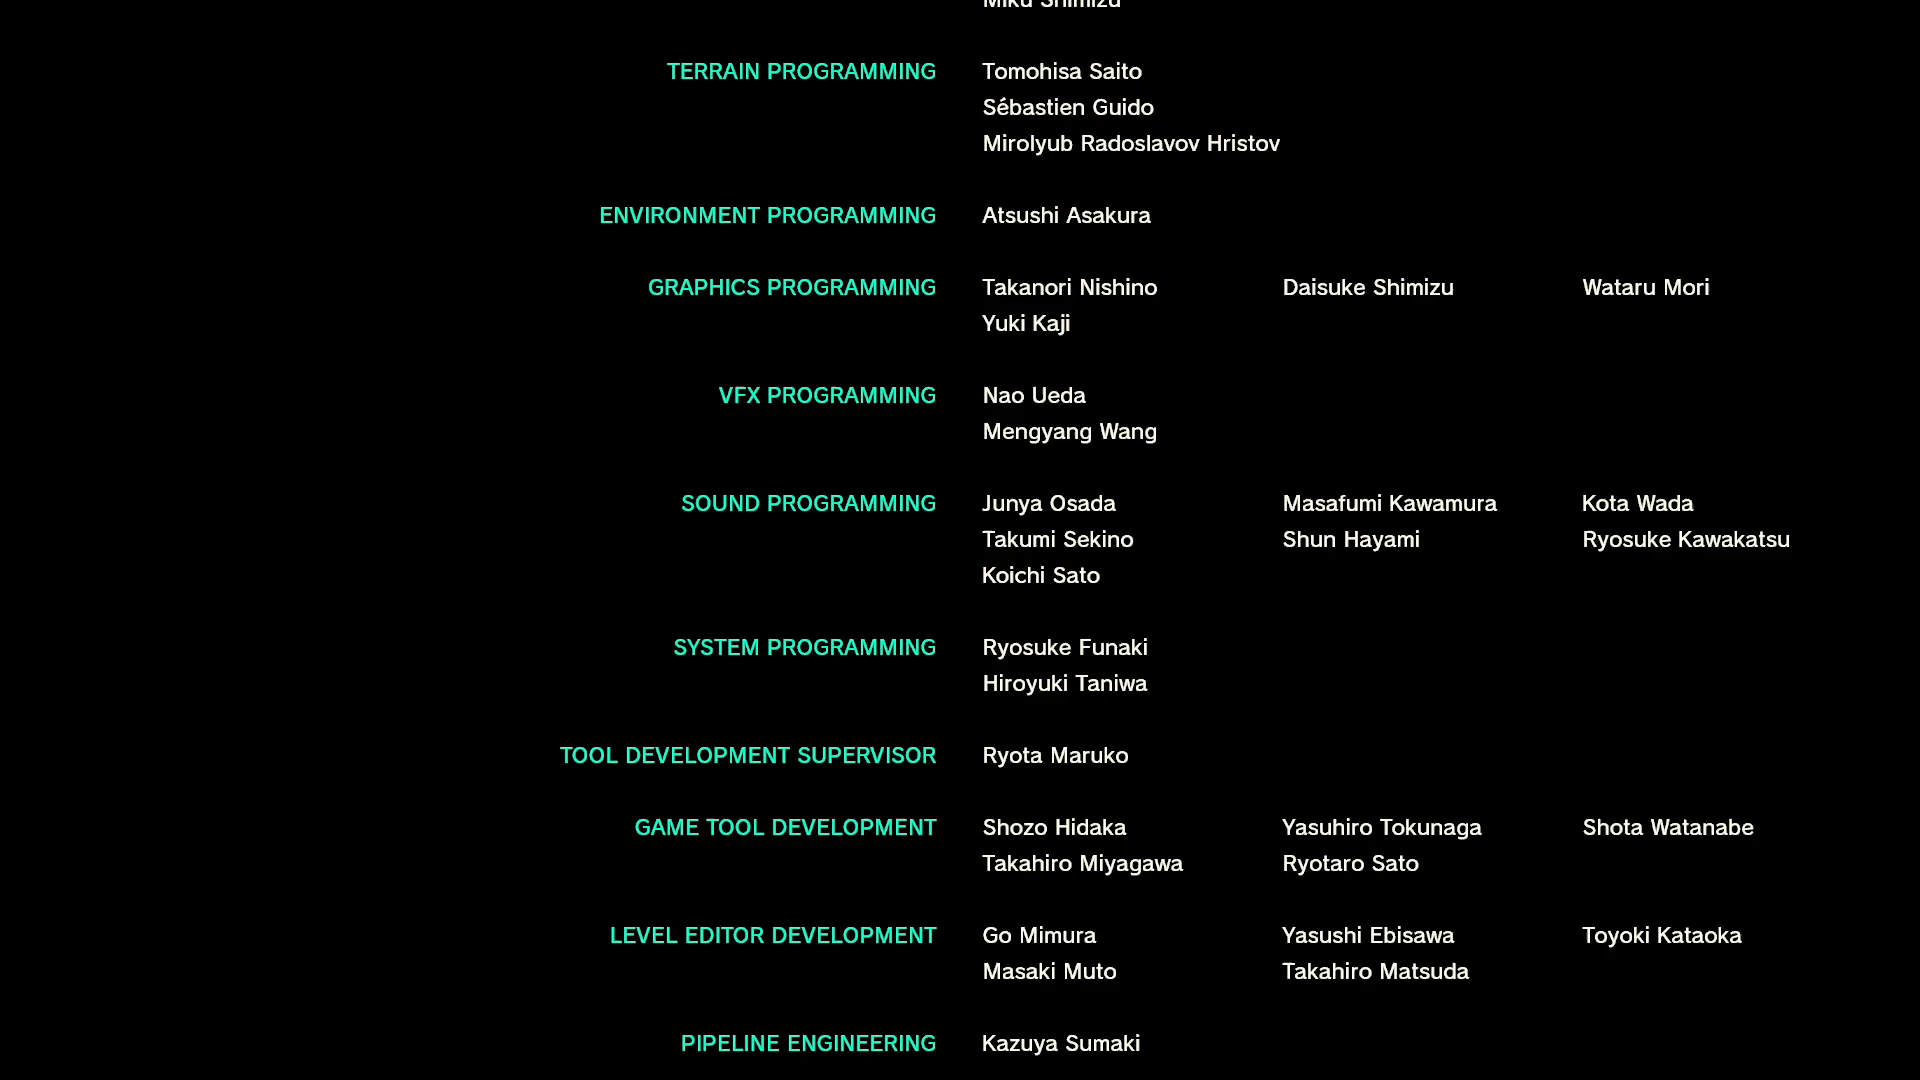 Miku Shimizu
TERRAIN PROGRAMMING Tomohisa Saito
Sébastien Guido
Mirolyub Radoslavov Hristov
ENVIRONMENT PROGRAMMING Atsushi Asakura
GRAPHICS PROGRAMMING Takanori Nishino Daisuke Shimizu Wataru Mori
Yuki Kaji
VFX PROGRAMMING Nao Ueda
Mengyang Wang
SOUND PROGRAMMING Junya Osada Masafumi Kawamura Kota Wada
Takumi Sekino Shun Hayami Ryosuke Kawakatsu
Koichi Sato
SYSTEM PROGRAMMING Ryosuke Funaki
Hiroyuki Taniwa
TOOL DEVELOPMENT SUPERVISOR Ryota Maruko
GAME TOOL DEVELOPMENT Shozo Hidaka Yasuhiro Tokunaga Shota Watanabe
Takahiro Miyagawa Ryotaro Sato
LEVEL EDITOR DEVELOPMENT Go Mimura Yasushi Ebisawa Toyoki Kataoka
Masaki Muto Takahiro Matsuda
PIPELINE ENGINEERING Kazuya Sumaki